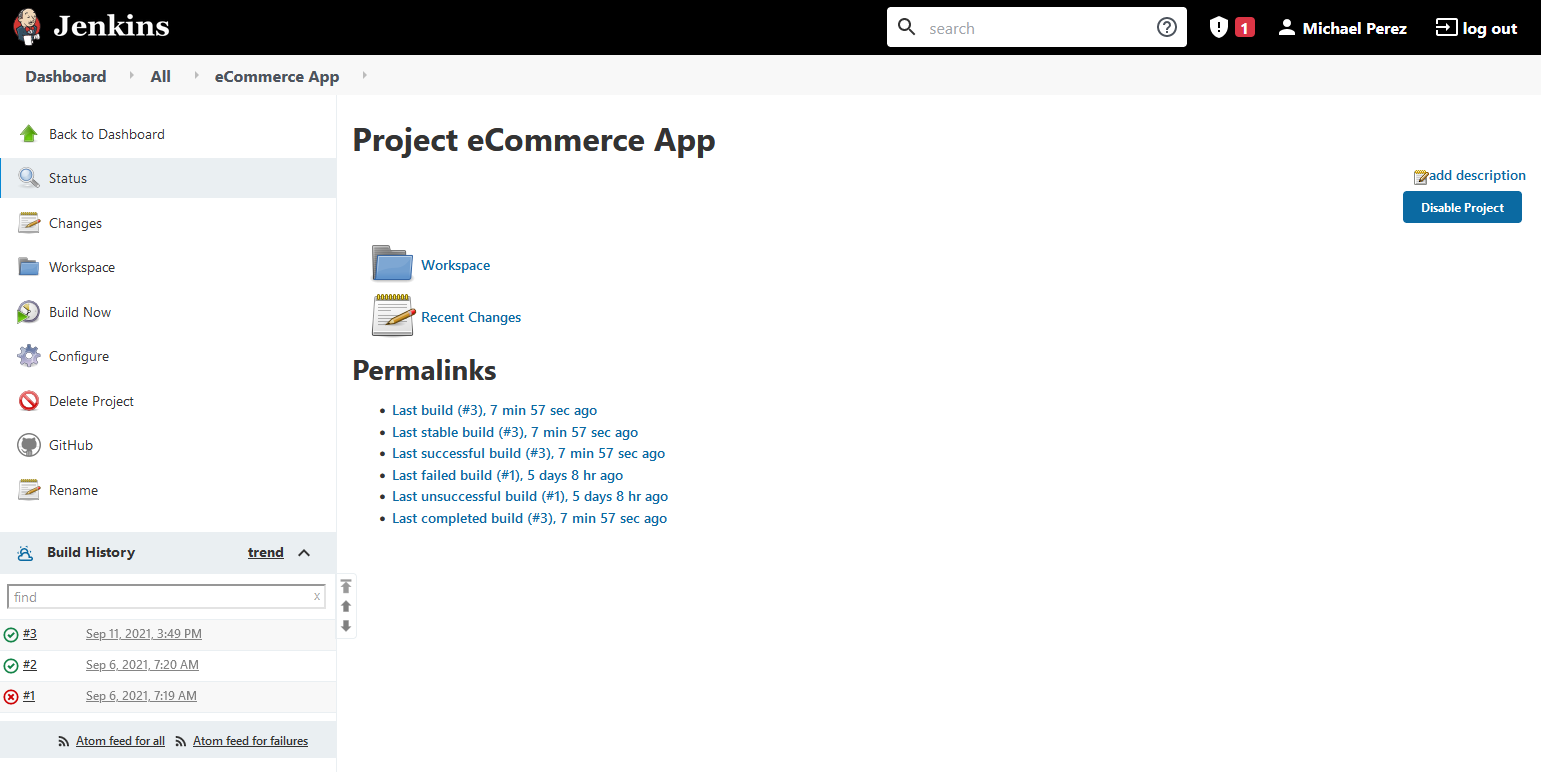 Jenkins
search
1
Michael Perez
log out
Dashboard
All
eCommerce App
Back to Dashboard
Status
Changes
Workspace
Build Now
Configure
Delete Project
GitHub
Rename
Build History
trend
find
x
#3 Sep 11, 2021, 3:49 PM
#2 Sep 6, 2021, 7:20 AM
#1 Sep 6, 2021, 7:19 AM
Atom feed for all
Atom feed for failures
Project eCommerce App
add description
Disable Project
Workspace
Recent Changes
Permalinks
Last build (#3), 7 min 57 sec ago
Last stable build (#3), 7 min 57 sec ago
Last successful build (#3), 7 min 57 sec ago
Last failed build (#1), 5 days 8 hr ago
Last unsuccessful build (#1), 5 days 8 hr ago
Last completed build (#3), 7 min 57 sec ago